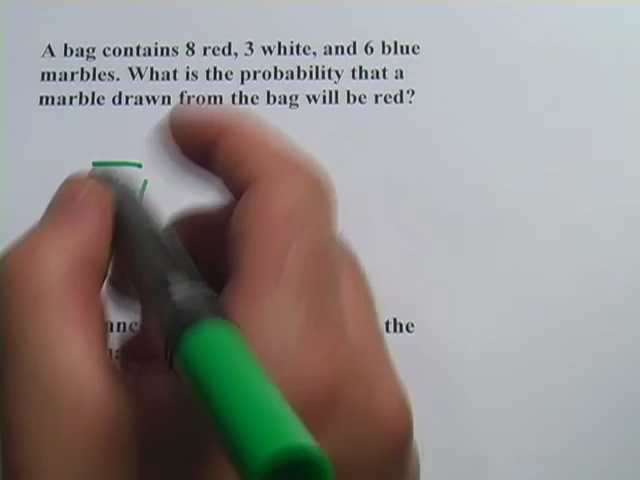 A bag contains 8 red, 3 white, and 6 blue
marbles. What is the probability that a
marble drawn from the bag will be red?
the